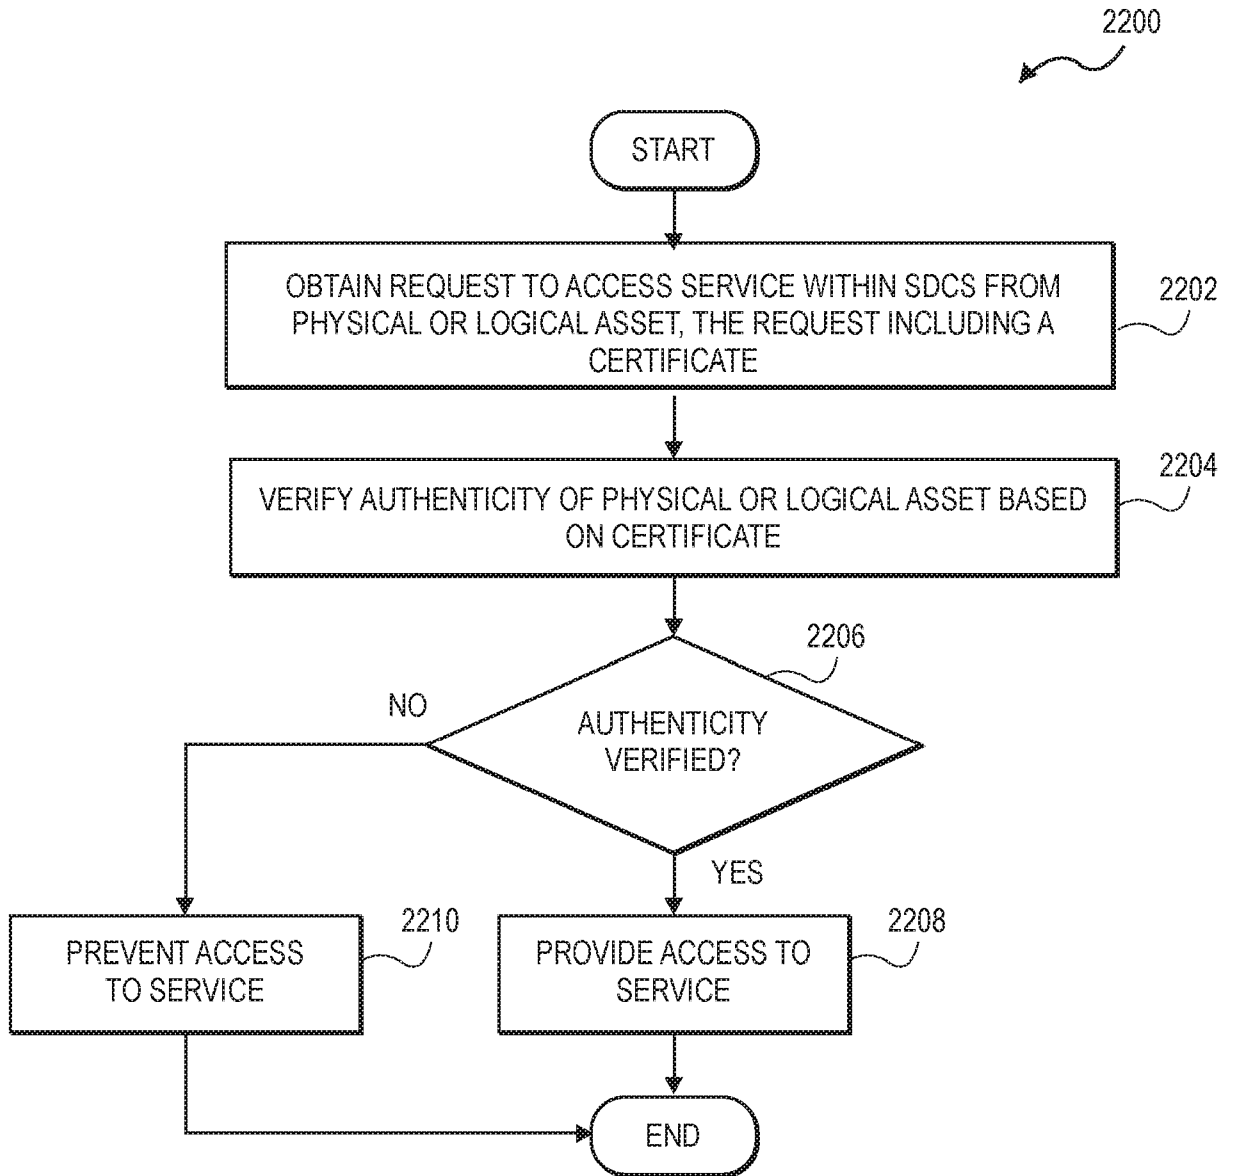 2200
START
OBTAIN REQUEST TO ACCESS SERVICE WITHIN SDCS FROM
PHYSICAL OR LOGICAL ASSET, THE REQUEST INCLUDING A
CERTIFICATE
2202
VERIFY AUTHENTICITY OF PHYSICAL OR LOGICAL ASSET BASED
ON CERTIFICATE
2204
2206
AUTHENTICITY
VERIFIED?
NO
YES
PREVENT ACCESS
TO SERVICE
2210
PROVIDE ACCESS TO
SERVICE
2208
END